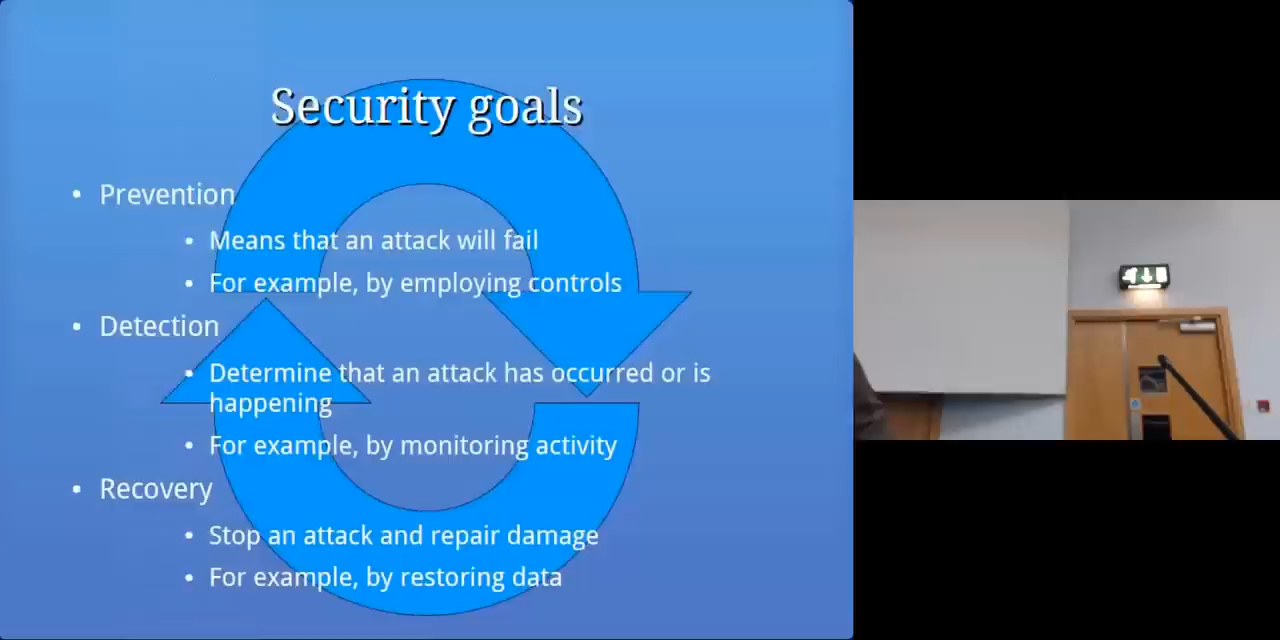 Security goals
• Prevention
• Means that an attack will fail
• For example, by employing controls
• Detection
• Determine that an attack has occurred or is
happening
• For example, by monitoring activity
• Recovery
• Stop an attack and repair damage
• For example, by restoring data